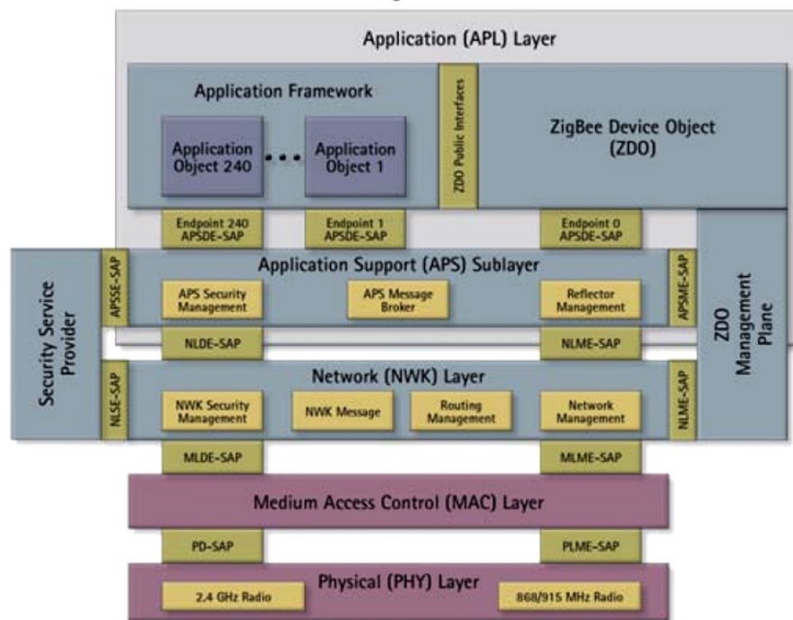 Application (APL) Layer
Application Framework
Application
Object 240
Application
Object 1
ZDO Public Interfaces
ZigBee Device Object
(ZDO)
Endpoint 240
APSDE-SAP
Endpoint 1
APSDE-SAP
Endpoint 0
APSDE-SAP
Security Service
Provider
APSSE-SAP
Application Support (APS) Sublayer
APS Security
Management
APS Message
Broker
Reflector
Management
APSME-SAP
ZDO
Management
Plane
NLDE-SAP
NLME-SAP
NLSE-SAP
Network (NWK) Layer
NWK Security
Management
NWK Message
Routing
Management
Network
Management
NLME-SAP
MLDE-SAP
MLME-SAP
Medium Access Control (MAC) Layer
PD-SAP
PLME-SAP
Physical (PHY) Layer
2.4 GHz Radio
868/915 MHz Radio